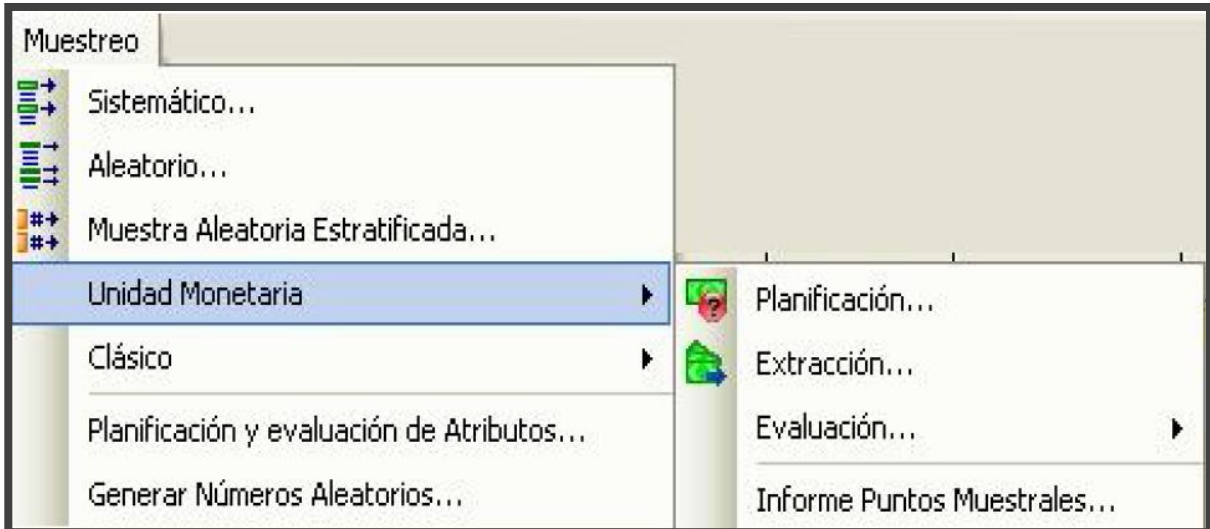 Muestreo
Sistemático...
Aleatorio...
Muestra Aleatoria Estratificada...
Unidad Monetaria
Clásico
Planificación y evaluación de Atributos...
Generar Números Aleatorios...
Planificación...
Extracción...
Evaluación...
Informe Puntos Muestrales...